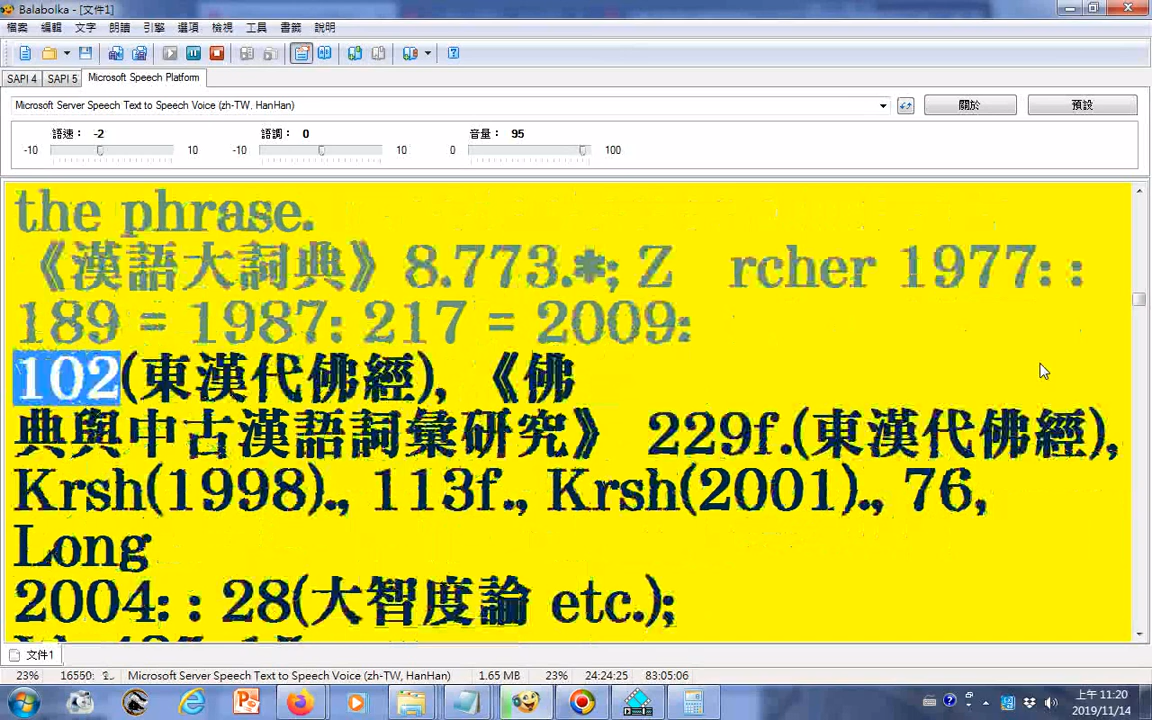 Balabolka - [文件1]
檔案 編輯 文字 朗讀 引擎 選項 檢視 工具 書籤 說明
SAPI 4 SAPI 5 Microsoft Speech Platform
Microsoft Server Speech Text to Speech Voice (zh-TW, HanHan)
關於 預設
語速： -2 語調： 0 音量： 95
-10 10 -10 10 0 100
the phrase.
《漢語大詞典》8.773.*; Z rcher 1977: :
189 = 1987: 217 = 2009:
102(東漢代佛經), 《佛
典與中古漢語詞彙研究》 229f.(東漢代佛經),
Krsh(1998)., 113f., Krsh(2001)., 76,
Long
2004: : 28(大智度論 etc.);
文件1
23% 16550: Microsoft Server Speech Text to Speech Voice (zh-TW, HanHan) 1.65 MB 23% 24:24:25 83:05:06
上午 11:20
2019/11/14